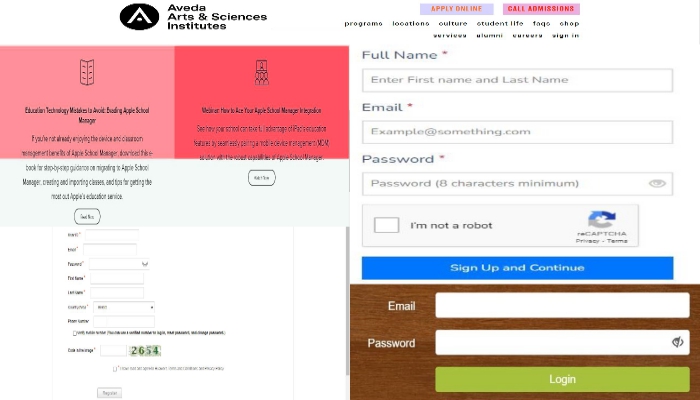 Aveda
Arts & Sciences
Institutes
APPLY ONLINE
CALL ADMISSIONS
programs locations culture student life faqs shop
services alumni careers sign in
Education Technology Mistakes to Avoid: Evading Apple School
Manager
If you're not already enjoying the device and classroom
management benefits of Apple School Manager, download this e-
book for step-by-step guidance on migrating to Apple School
Manager, creating and importing classes, and tips for getting the
most out Apple's education service.
Read Now
Webinar: How to Ace Your Apple School Manager Integration
See how your school can take full advantage of iPad's education
features by seamlessly pairing a mobile device management (MDM)
solution with the robust capabilities of Apple School Manager.
Watch Now
Email *
Password *
First Name *
Last Name *
Country/Area *
Phone Number
Code in the image *
2654
Register
Full Name *
Enter First name and Last Name
Email *
Example@something.com
Password *
Password (8 characters minimum)
I'm not a robot
reCAPTCHA
Privacy - Terms
Sign Up and Continue
Email
Password
Login